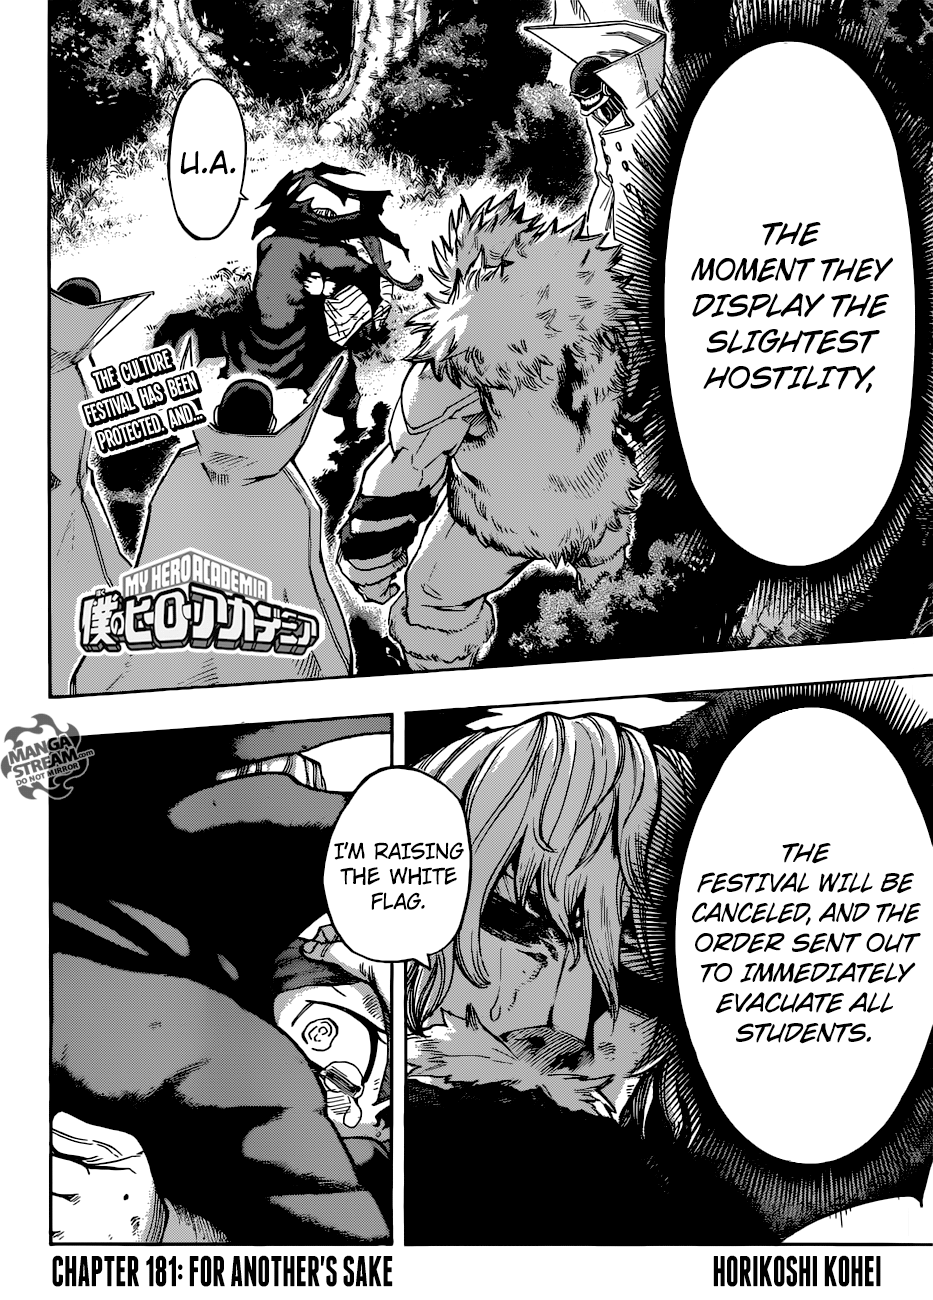 THE
MOMENT THEY
DISPLAY THE
SLIGHTEST
HOSTILITY,
U.A.
THE CULTURE
FESTIVAL HAS BEEN
PROTECTED. AND...
MY HERO ACADEMIA
僕のヒーローアカデミア
THE
FESTIVAL WILL BE
CANCELED, AND THE
ORDER SENT OUT
TO IMMEDIATELY
EVACUATE ALL
STUDENTS.
I'M RAISING
THE WHITE
FLAG.
MANGA
STREAM.com
DO NOT MIRROR
CHAPTER 181: FOR ANOTHER'S SAKE
HORIKOSHI KOHEI